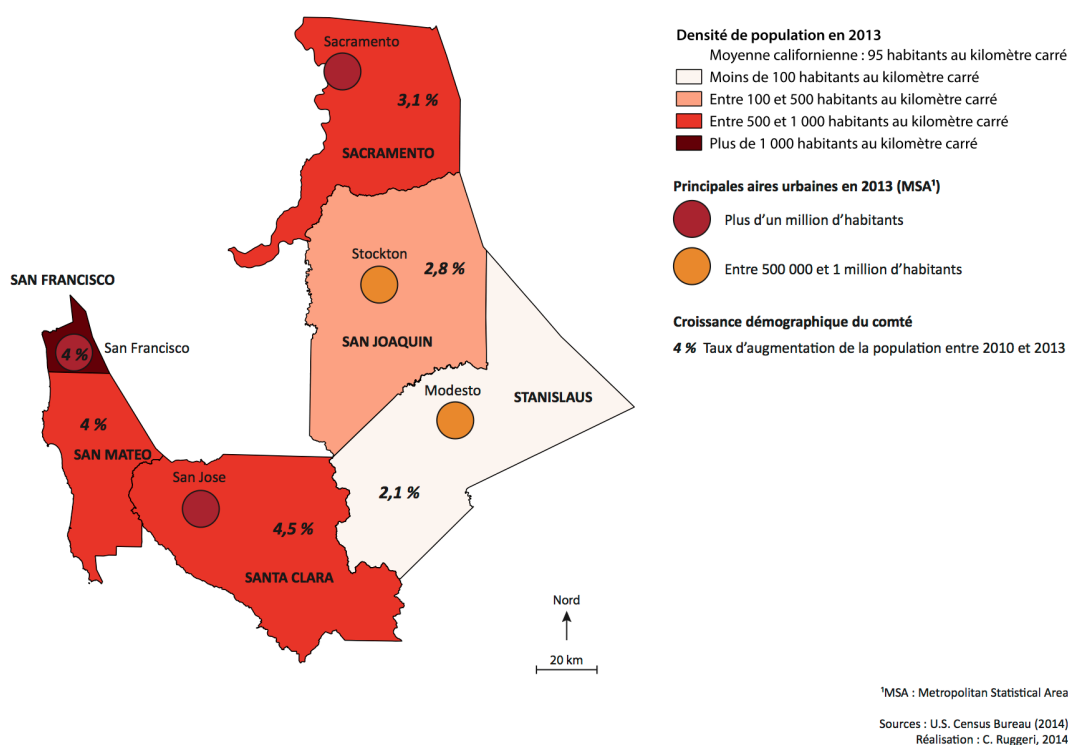 Sacramento
3,1 %
SACRAMENTO
Stockton
2,8 %
SAN JOAQUIN
SAN FRANCISCO
4 %
San Francisco
Modesto
STANISLAUS
4 %
SAN MATEO
San Jose
2,1 %
4,5 %
SANTA CLARA
Nord
20 km
Densité de population en 2013
Moyenne californienne : 95 habitants au kilomètre carré
Moins de 100 habitants au kilomètre carré
Entre 100 et 500 habitants au kilomètre carré
Entre 500 et 1 000 habitants au kilomètre carré
Plus de 1 000 habitants au kilomètre carré
Principales aires urbaines en 2013 (MSA¹)
Plus d'un million d'habitants
Entre 500 000 et 1 million d'habitants
Croissance démographique du comté
4 % Taux d'augmentation de la population entre 2010 et 2013
¹MSA : Metropolitan Statistical Area
Sources : U.S. Census Bureau (2014)
Réalisation : C. Ruggeri, 2014